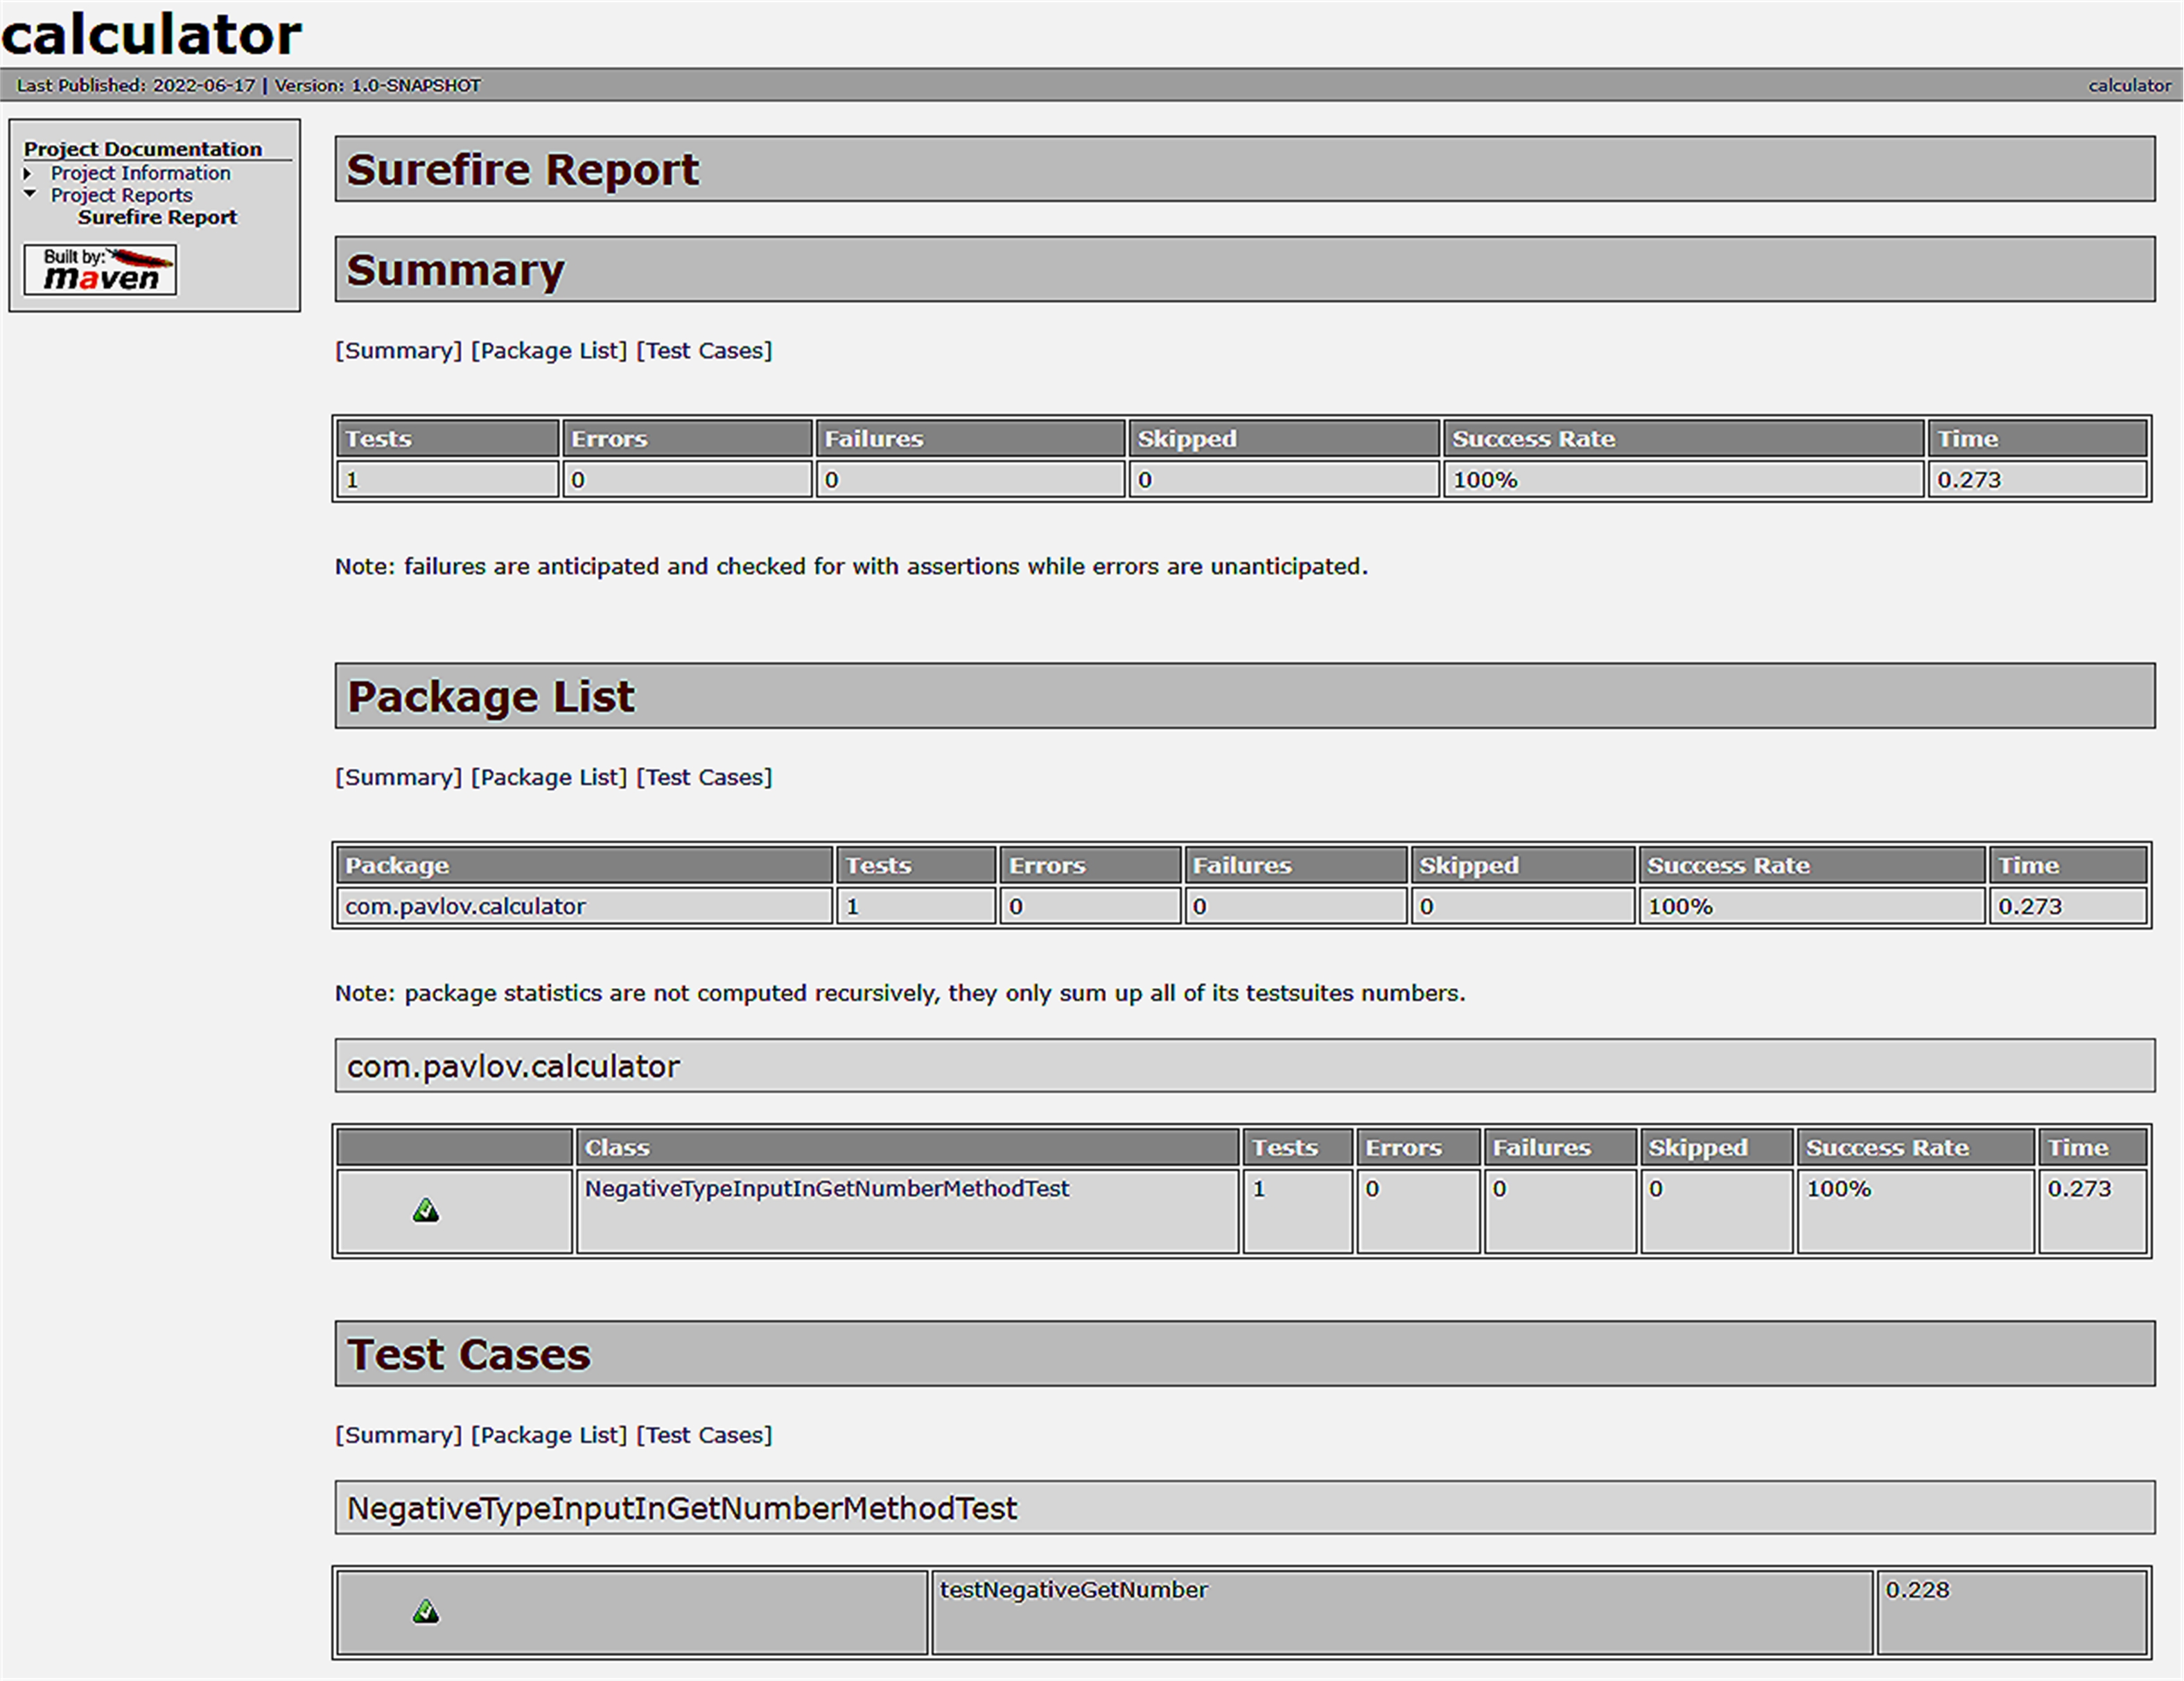 calculator
Last Published: 2022-06-17 | Version: 1.0-SNAPSHOT calculator
Project Documentation
Project Information
Project Reports
Surefire Report
Built by:
maven
Surefire Report
Summary
[Summary] [Package List] [Test Cases]
Tests Errors Failures Skipped Success Rate Time
1 0 0 0 100% 0.273
Note: failures are anticipated and checked for with assertions while errors are unanticipated.
Package List
[Summary] [Package List] [Test Cases]
Package Tests Errors Failures Skipped Success Rate Time
com.pavlov.calculator 1 0 0 0 100% 0.273
Note: package statistics are not computed recursively, they only sum up all of its testsuites numbers.
com.pavlov.calculator
Class Tests Errors Failures Skipped Success Rate Time
NegativeTypeInputInGetNumberMethodTest 1 0 0 0 100% 0.273
Test Cases
[Summary] [Package List] [Test Cases]
NegativeTypeInputInGetNumberMethodTest
testNegativeGetNumber 0.228